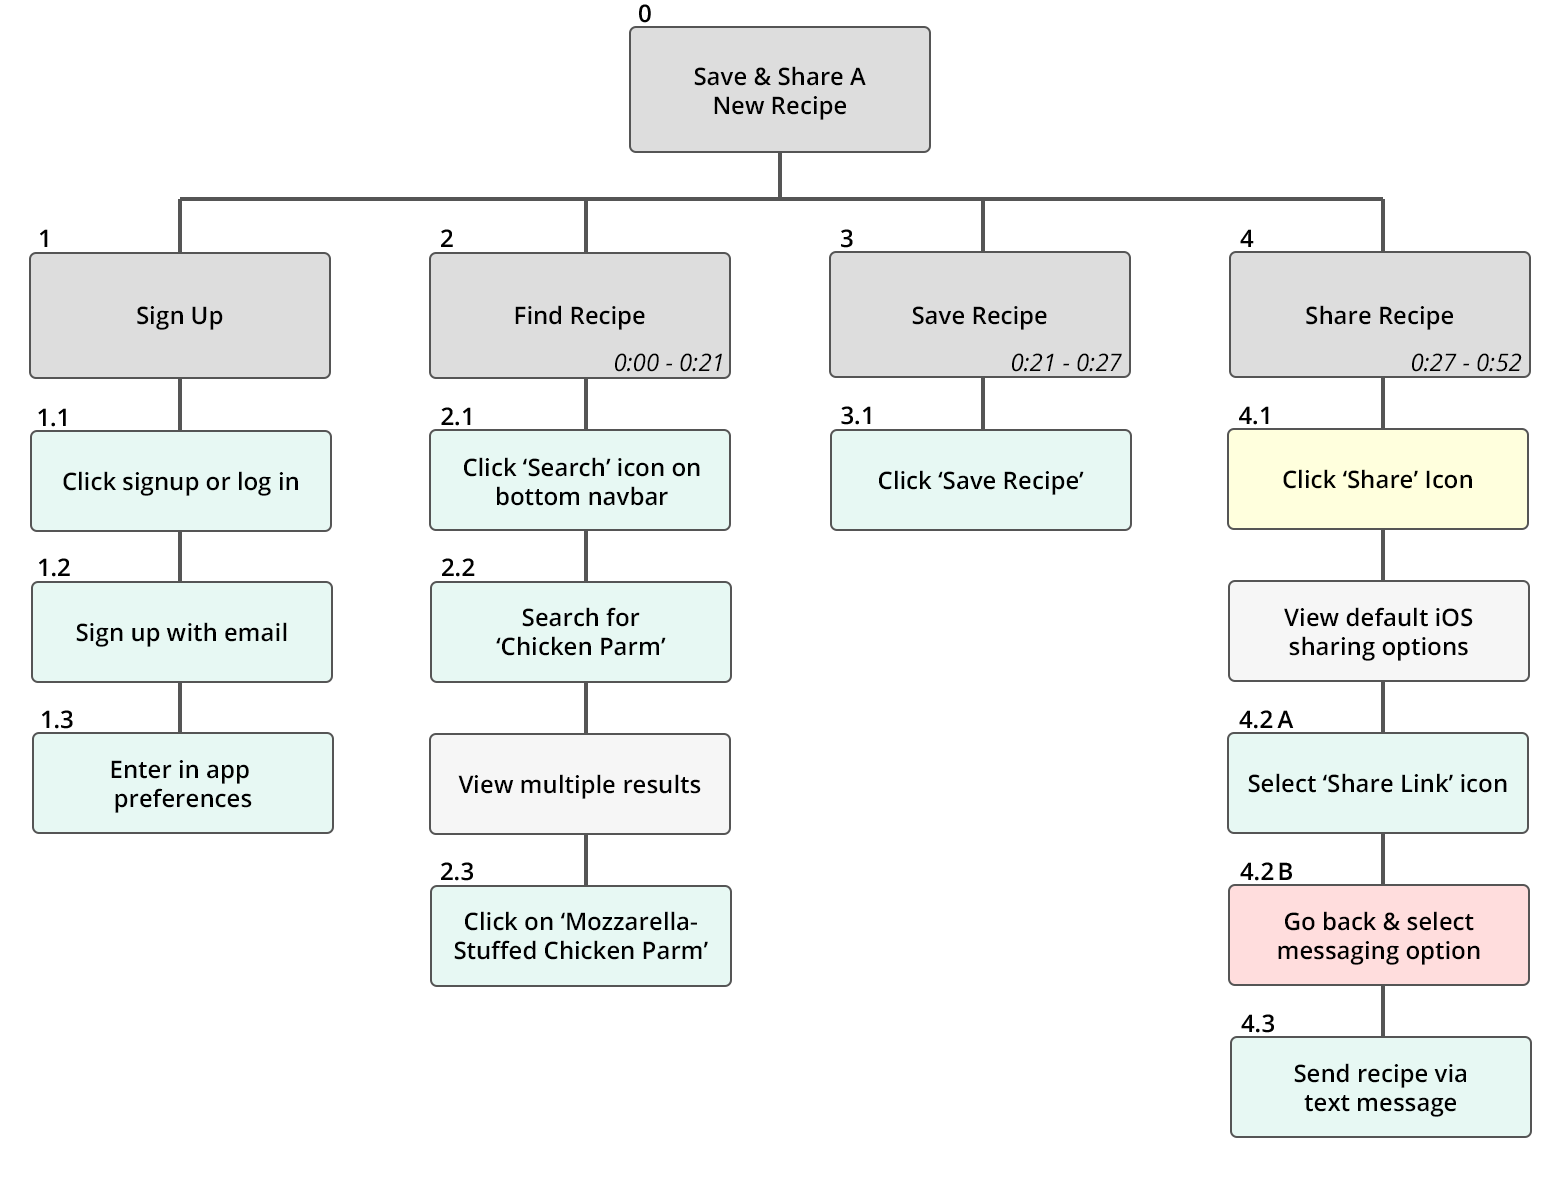 0
Save & Share A
New Recipe
1
Sign Up
1.1
Click signup or log in
1.2
Sign up with email
1.3
Enter in app
preferences
2
Find Recipe
0:00 - 0:21
2.1
Click ‘Search’ icon on
bottom navbar
2.2
Search for
‘Chicken Parm’
View multiple results
2.3
Click on ‘Mozzarella-
Stuffed Chicken Parm’
3
Save Recipe
0:21 - 0:27
3.1
Click ‘Save Recipe’
4
Share Recipe
0:27 - 0:52
4.1
Click ‘Share’ Icon
View default iOS
sharing options
4.2 A
Select ‘Share Link’ icon
4.2 B
Go back & select
messaging option
4.3
Send recipe via
text message